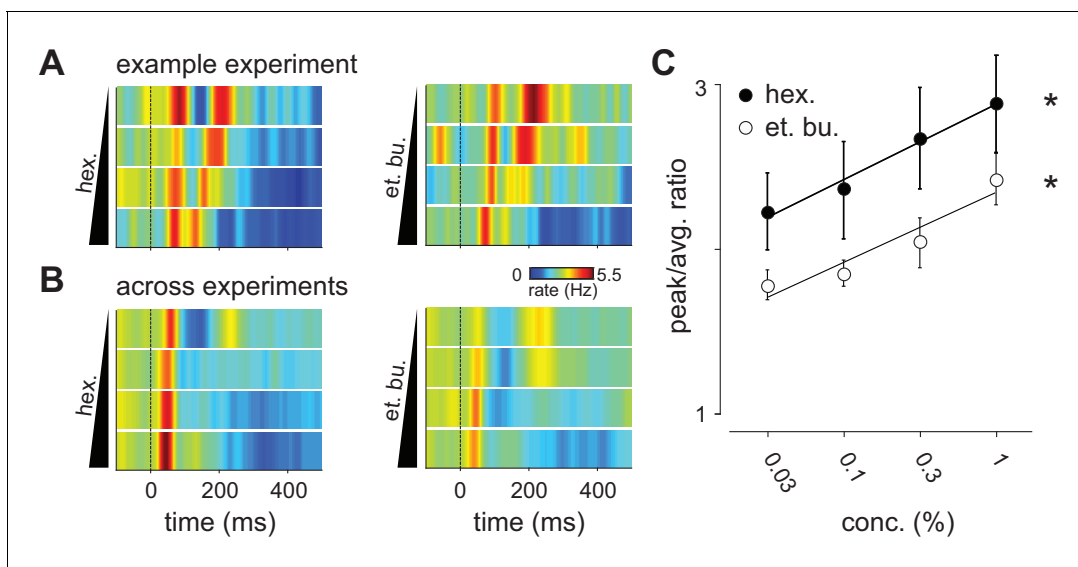 A
example experiment
hex.
et. bu.
0
5.5
rate (Hz)
B
across experiments
hex.
et. bu.
0
200
400
time (ms)
0
200
400
time (ms)
C
3
hex.
*
et. bu.
*
peak/avg. ratio
1
0.03
0.1
0.3
1
conc. (%)